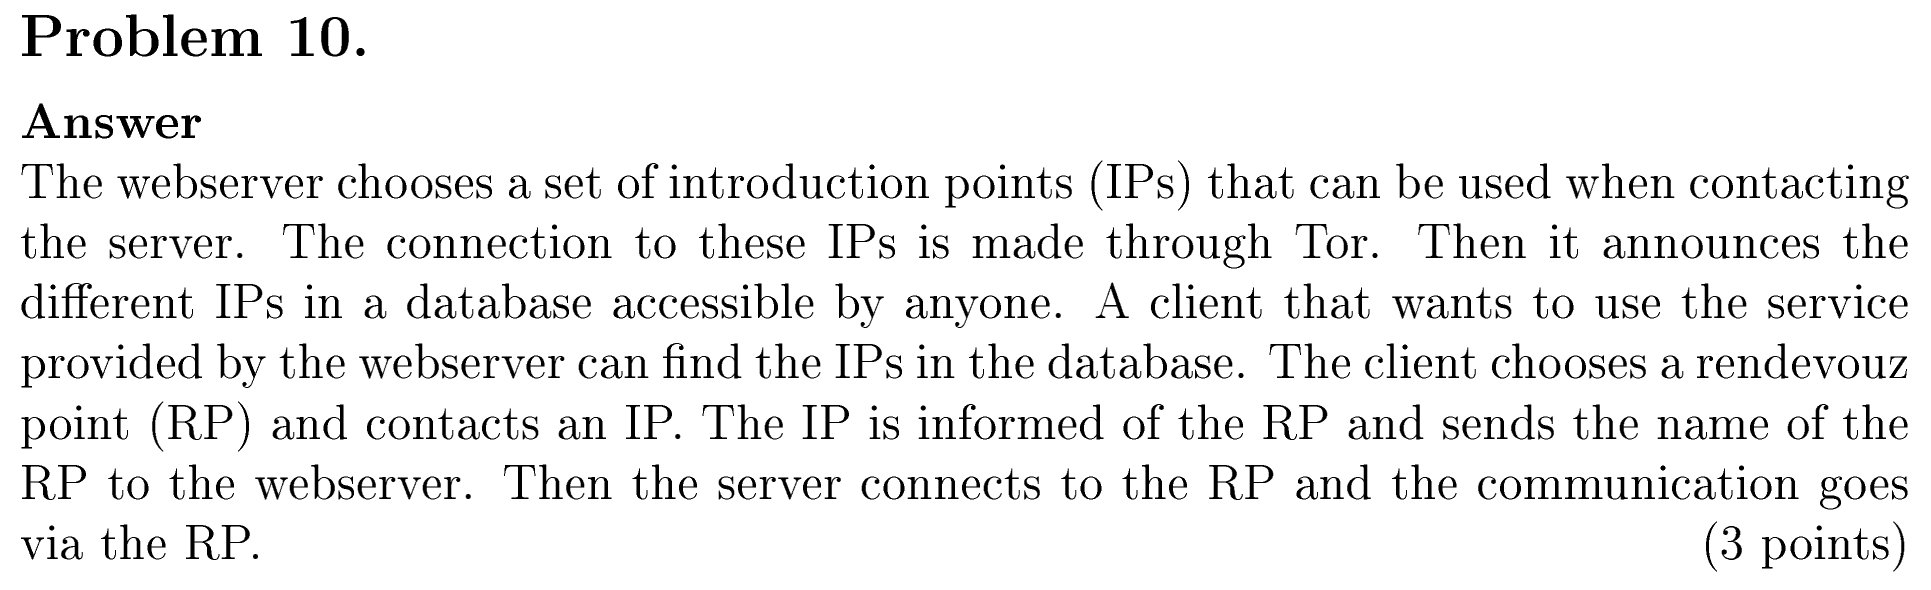 Problem 10.
Answer
The webserver chooses a set of introduction points (IPs) that can be used when contacting
the server. The connection to these IPs is made through Tor. Then it announces the
different IPs in a database accessible by anyone. A client that wants to use the service
provided by the webserver can find the IPs in the database. The client chooses a rendevouz
point (RP) and contacts an IP. The IP is informed of the RP and sends the name of the
RP to the webserver. Then the server connects to the RP and the communication goes
via the RP. (3 points)